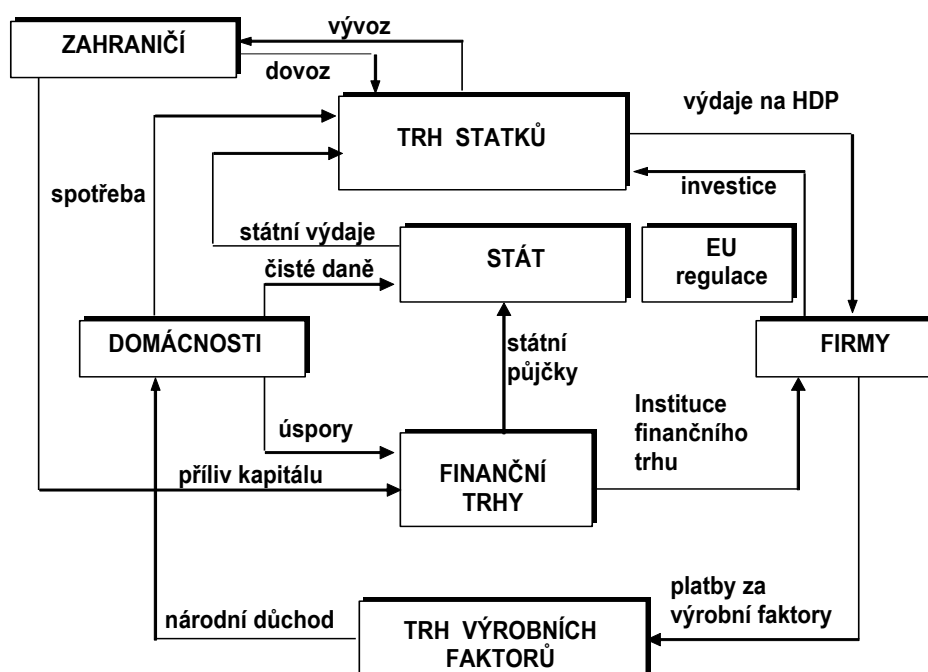 vývoz
ZAHRANIČÍ
dovoz
výdaje na HDP
TRH STATKŮ
spotřeba
investice
státní výdaje
STÁT
EU
regulace
čisté daně
DOMÁCNOSTI
státní
půjčky
FIRMY
Instituce
finančního
trhu
úspory
příliv kapitálu
FINANČNÍ
TRHY
platby za
výrobní faktory
národní důchod
TRH VÝROBNÍCH
FAKTORŮ